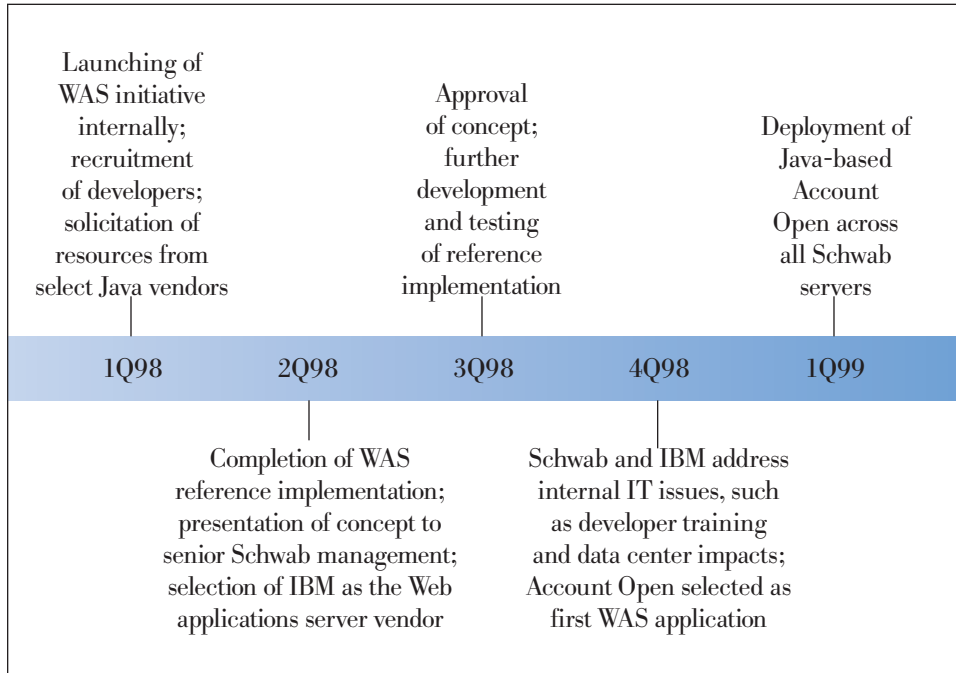 Launching of
WAS initiative
internally;
recruitment
of developers;
solicitation of
resources from
select Java vendors
Approval
of concept;
further
development
and testing
of reference
implementation
Deployment of
Java-based
Account
Open across
all Schwab
servers
1Q98
2Q98
3Q98
4Q98
1Q99
Completion of WAS
reference implementation;
presentation of concept to
senior Schwab management;
selection of IBM as the Web
applications server vendor
Schwab and IBM address
internal IT issues, such
as developer training
and data center impacts;
Account Open selected as
first WAS application